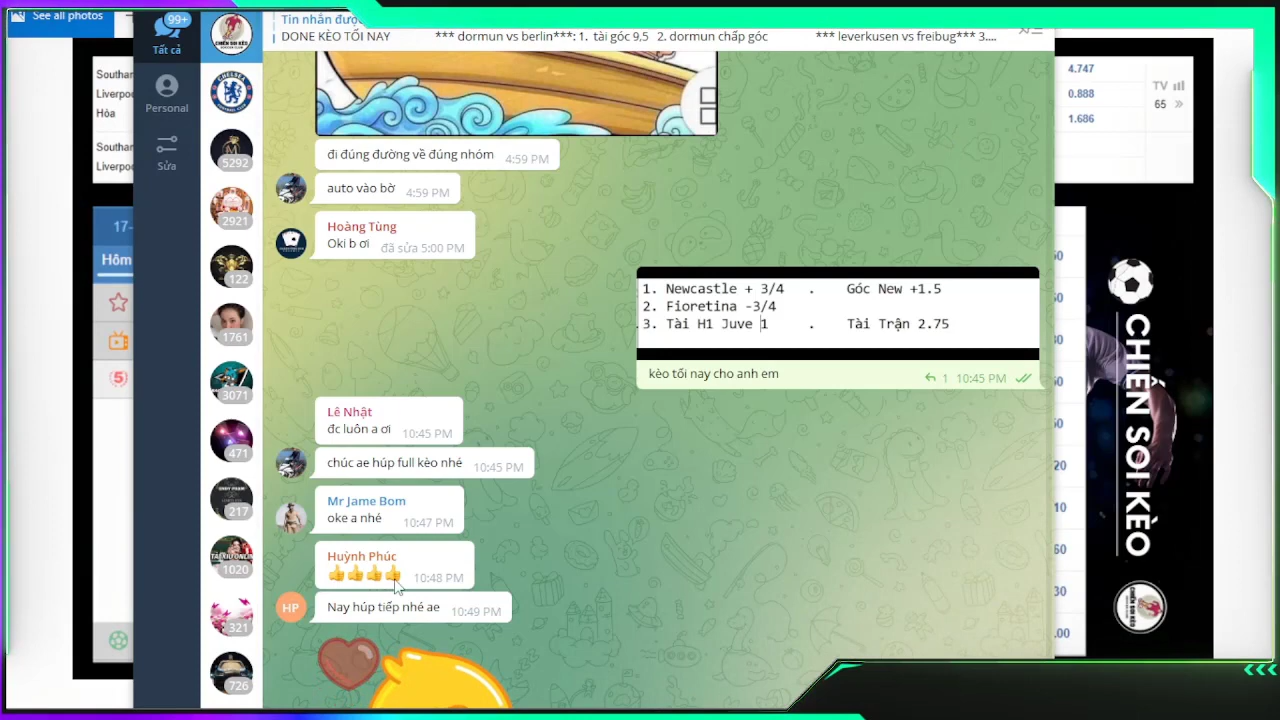 See all photos
99+
Tất cả
Personal
Sửa
5292
2921
122
1761
3071
471
217
1020
321
726
Tin nhắn được
DONE KÈO TỐI NAY *** dormun vs berlin***: 1. tài góc 9,5 2. dormun chấp góc *** leverkusen vs freibug*** 3....
đi đúng đường về đúng nhóm 4:59 PM
auto vào bờ 4:59 PM
Hoàng Tùng
Oki b ơi đã sửa 5:00 PM
1. Newcastle + 3/4 . Góc New +1.5
2. Fioretina -3/4
3. Tài H1 Juve 1 . Tài Trận 2.75
kèo tối nay cho anh em 1 10:45 PM
Lê Nhật
đc luôn a ơi 10:45 PM
chúc ae húp full kèo nhé 10:45 PM
Mr Jame Bom
oke a nhé 10:47 PM
Huỳnh Phúc
👍👍👍👍 10:48 PM
HP
Nay húp tiếp nhé ae 10:49 PM
Southam
Liverpoo
Hòa
Southam
Liverpoo
17-
Hôm
4.747
0.888
1.686
TV
65
CHIẾN SOI KÈO